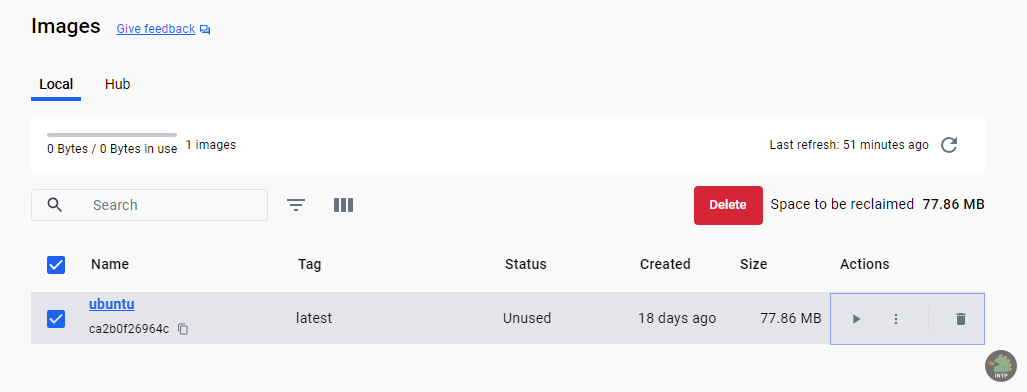 Images Give feedback
Local Hub
0 Bytes / 0 Bytes in use 1 images Last refresh: 51 minutes ago
Search Delete Space to be reclaimed 77.86 MB
Name Tag Status Created Size Actions
ubuntu
latest Unused 18 days ago 77.86 MB
ca2b0f26964c
INTP